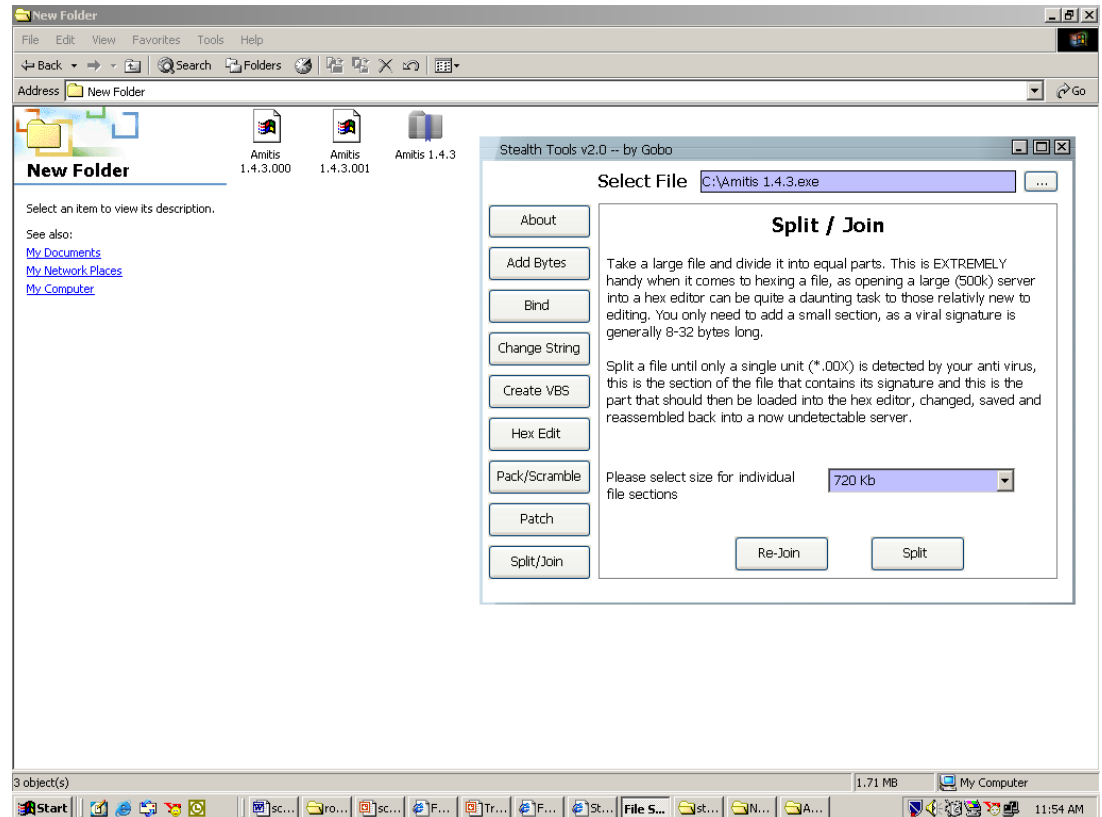 New Folder
File Edit View Favorites Tools Help
Back Search Folders
Address New Folder Go
New Folder
Select an item to view its description.
See also:
My Documents
My Network Places
My Computer
Amitis 1.4.3.000
Amitis 1.4.3.001
Amitis 1.4.3
Stealth Tools v2.0 -- by Gobo
Select File C:\Amitis 1.4.3.exe ...
About
Add Bytes
Bind
Change String
Create VBS
Hex Edit
Pack/Scramble
Patch
Split/Join
Split / Join
Take a large file and divide it into equal parts. This is EXTREMELY
handy when it comes to hexing a file, as opening a large (500k) server
into a hex editor can be quite a daunting task to those relativly new to
editing. You only need to add a small section, as a viral signature is
generally 8-32 bytes long.
Split a file until only a single unit (*.00X) is detected by your anti virus,
this is the section of the file that contains its signature and this is the
part that should then be loaded into the hex editor, changed, saved and
reassembled back into a now undetectable server.
Please select size for individual
file sections
720 Kb
Re-Join Split
3 object(s) 1.71 MB My Computer
Start sc... ro... sc... F... Tr... F... St... File S... st... N... A... 11:54 AM